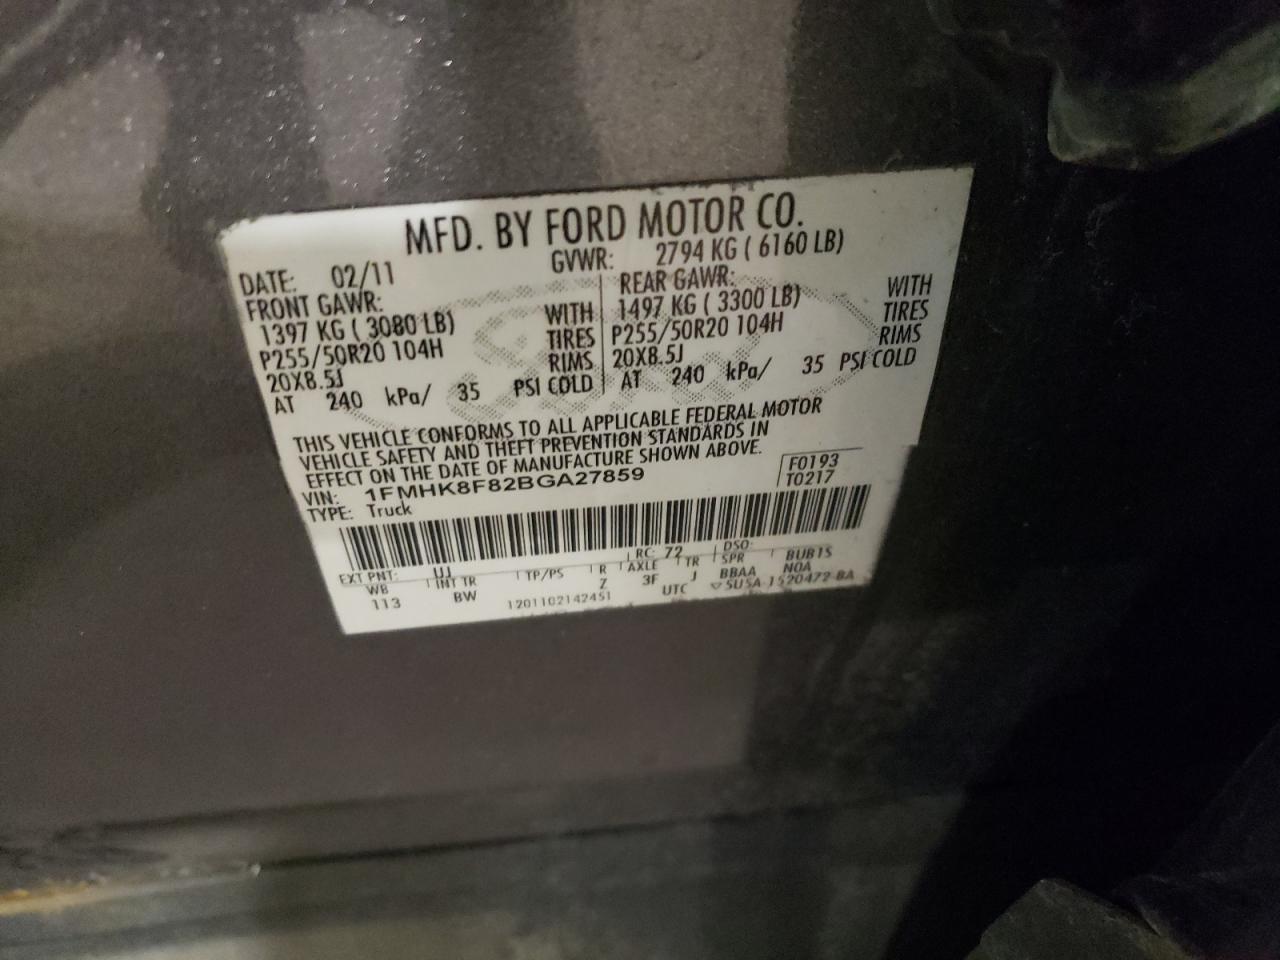 MFD. BY FORD MOTOR CO.
DATE: 02/11 GVWR: 2794 KG ( 6160 LB)
FRONT GAWR: REAR GAWR:
1397 KG ( 3080 LB) WITH 1497 KG ( 3300 LB) WITH
P255/50R20 104H TIRES P255/50R20 104H TIRES
20X8.5J RIMS 20X8.5J RIMS
AT 240 kPa/ 35 PSI COLD AT 240 kPa/ 35 PSI COLD
THIS VEHICLE CONFORMS TO ALL APPLICABLE FEDERAL MOTOR
VEHICLE SAFETY AND THEFT PREVENTION STANDARDS IN
EFFECT ON THE DATE OF MANUFACTURE SHOWN ABOVE.
VIN: 1FMHK8F82BGA27859 F0193
TYPE: Truck T0217
EXT PNT: UJ RC: 72 DSO:
WB INT TR TP/PS R AXLE TR SPR BUB1S
113 BW Z 3F J BBAA N0A
1201102142451 UTC ▽5U5A-1520472-BA